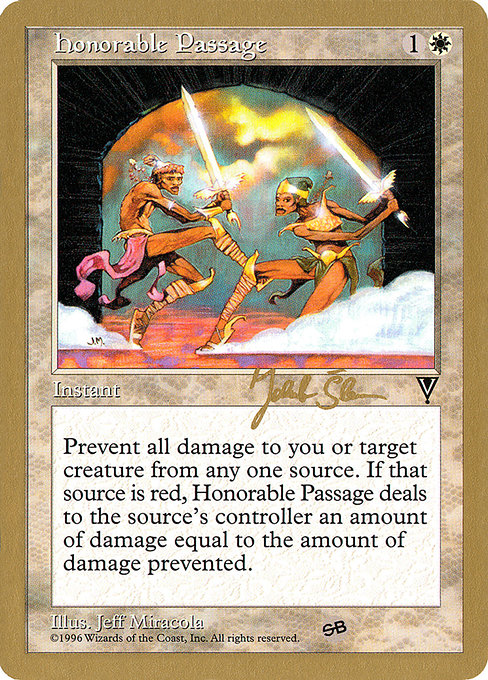 Honorable Passage 1
J.M.
Instant
Prevent all damage to you or target
creature from any one source. If that
source is red, Honorable Passage deals
to the source's controller an amount
of damage equal to the amount of
damage prevented.
Illus. Jeff Miracola
©1996 Wizards of the Coast, Inc. All rights reserved.
SB